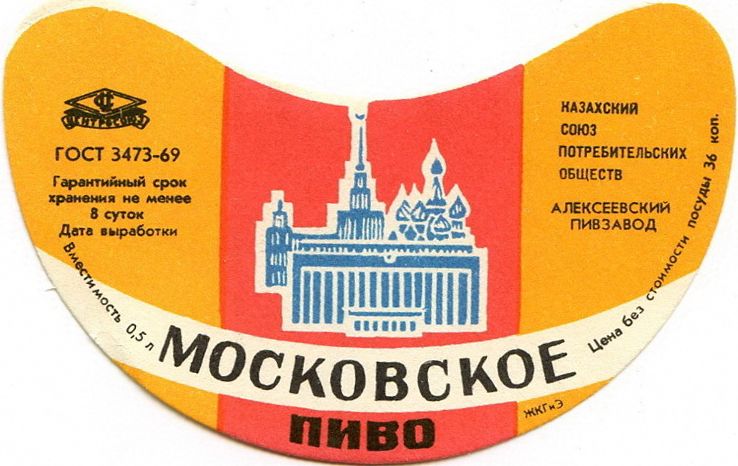 ЦЕНТРОСОЮЗ
ГОСТ 3473-69
Гарантийный срок
хранения не менее
8 суток
Дата выработки
Вместимость 0,5 л
КАЗАХСКИЙ
СОЮЗ
ПОТРЕБИТЕЛЬСКИХ
ОБЩЕСТВ
АЛЕКСЕЕВСКИЙ
ПИВЗАВОД
Цена без стоимости посуды 36 коп.
МОСКОВСКОЕ
ПИВО
ЖКГиЭ